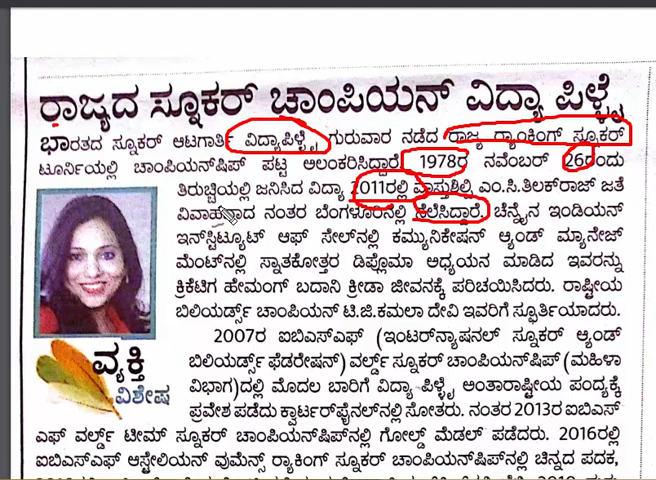 ರಾಜ್ಯದ ಸ್ನೂಕರ್ ಚಾಂಪಿಯನ್ ವಿದ್ಯಾ ಪಿಳ್ಳೈ
ಭಾರತದ ಸ್ನೂಕರ್ ಆಟಗಾರ್ತಿ ವಿದ್ಯಾಪಿಳ್ಳೈ ಗುರುವಾರ ನಡೆದ ರಾಜ್ಯ ರ‍್ಯಾಂಕಿಂಗ್ ಸ್ನೂಕರ್
ಟೂರ್ನಿಯಲ್ಲಿ ಚಾಂಪಿಯನ್‌ಷಿಪ್ ಪಟ್ಟ ಅಲಂಕರಿಸಿದ್ದಾರೆ. 1978ರ ನವೆಂಬರ್ 26ರಂದು
ತಿರುಚ್ಚಿಯಲ್ಲಿ ಜನಿಸಿದ ವಿದ್ಯಾ 2011ರಲ್ಲಿ ವಾಸ್ತುಶಿಲ್ಪಿ ಎಂ.ಸಿ.ತಿಲಕ್‌ರಾಜ್ ಜತೆ
ವಿವಾಹವಾದ ನಂತರ ಬೆಂಗಳೂರಿನಲ್ಲಿ ನೆಲೆಸಿದ್ದಾರೆ. ಚೆನ್ನೈನ ಇಂಡಿಯನ್
ಇನ್‌ಸ್ಟಿಟ್ಯೂಟ್ ಆಫ್ ಸೇಲ್‌ನಲ್ಲಿ ಕಮ್ಯುನಿಕೇಷನ್ ಆ್ಯಂಡ್ ಮ್ಯಾನೇಜ್
ಮೆಂಟ್‌ನಲ್ಲಿ ಸ್ನಾತಕೋತ್ತರ ಡಿಪ್ಲೊಮಾ ಅಧ್ಯಯನ ಮಾಡಿದ ಇವರನ್ನು
ಕ್ರಿಕೆಟಿಗ ಹೇಮಂಗ್ ಬದಾನಿ ಕ್ರೀಡಾ ಜೀವನಕ್ಕೆ ಪರಿಚಯಿಸಿದರು. ರಾಷ್ಟ್ರೀಯ
ಬಿಲಿಯರ್ಡ್ಸ್ ಚಾಂಪಿಯನ್ ಟಿ.ಜಿ.ಕಮಲಾ ದೇವಿ ಇವರಿಗೆ ಸ್ಫೂರ್ತಿಯಾದರು.
2007ರ ಐಬಿಎಸ್‌ಎಫ್ (ಇಂಟರ್‌ನ್ಯಾಷನಲ್ ಸ್ನೂಕರ್ ಆ್ಯಂಡ್
ಬಿಲಿಯರ್ಡ್ಸ್ ಫೆಡರೇಷನ್) ವರ್ಲ್ಡ್ ಸ್ನೂಕರ್ ಚಾಂಪಿಯನ್‌ಷಿಪ್ (ಮಹಿಳಾ
ವಿಭಾಗ)ದಲ್ಲಿ ಮೊದಲ ಬಾರಿಗೆ ವಿದ್ಯಾ ಪಿಳ್ಳೈ ಅಂತಾರಾಷ್ಟ್ರೀಯ ಪಂದ್ಯಕ್ಕೆ
ಪ್ರವೇಶ ಪಡೆದು ಕ್ವಾರ್ಟರ್‌ಫೈನಲ್‌ನಲ್ಲಿ ಸೋತರು. ನಂತರ 2013ರ ಐಬಿಎಸ್
ಎಫ್ ವರ್ಲ್ಡ್ ಟೀಮ್ ಸ್ನೂಕರ್ ಚಾಂಪಿಯನ್‌ಷಿಪ್‌ನಲ್ಲಿ ಗೋಲ್ಡ್ ಮೆಡಲ್ ಪಡೆದರು. 2016ರಲ್ಲಿ
ಐಬಿಎಸ್‌ಎಫ್ ಆಸ್ಟ್ರೇಲಿಯನ್ ವುಮೆನ್ಸ್ ರ‍್ಯಾಕಿಂಗ್ ಸ್ನೂಕರ್ ಚಾಂಪಿಯನ್‌ಷಿಪ್‌ನಲ್ಲಿ ಚಿನ್ನದ ಪದಕ,
ವ್ಯಕ್ತಿ
ವಿಶೇಷ